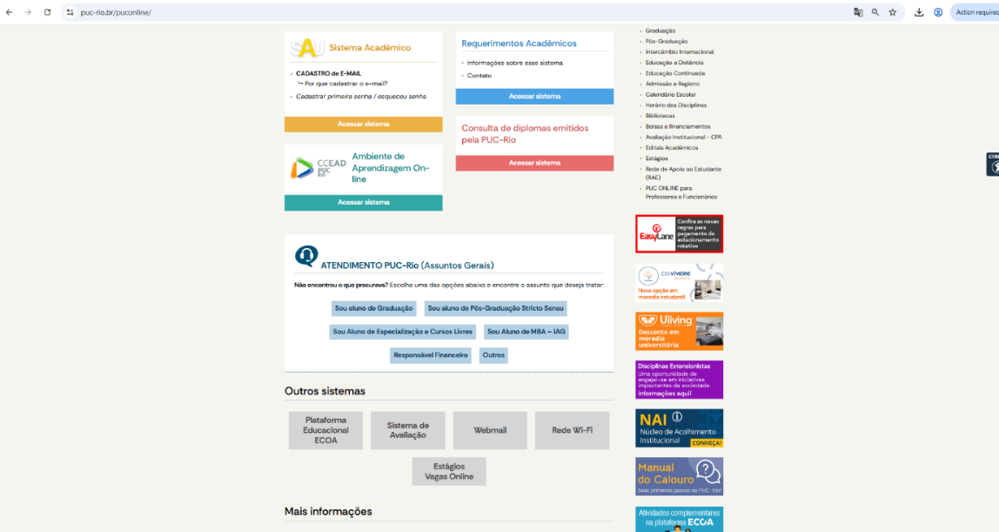 puc-rio.br/puconline/
Action required
SAU Sistema Acadêmico
CADASTRO de E-MAIL
Por que cadastrar o e-mail?
Cadastrar primeira senha / esqueceu senha
Acessar sistema
Requerimentos Acadêmicos
Informações sobre esse sistema
Contato
Acessar sistema
CCEAD
PUC
RIO
Ambiente de
Aprendizagem On-
line
Acessar sistema
Consulta de diplomas emitidos
pela PUC-Rio
Acessar sistema
ATENDIMENTO PUC-Rio (Assuntos Gerais)
Não encontrou o que procurava? Escolha uma das opções abaixo e encontre o assunto que deseja tratar:
Sou aluno de Graduação
Sou aluno de Pós-Graduação Stricto Sensu
Sou Aluno de Especialização e Cursos Livres
Sou Aluno de MBA – IAG
Responsável Financeiro
Outros
Outros sistemas
Plataforma
Educacional
ECOA
Sistema de
Avaliação
Webmail
Rede Wi-Fi
Estágios
Vagas Online
Mais informações
Graduação
Pós-Graduação
Intercâmbio Internacional
Educação a Distância
Educação Continuada
Admissão e Registro
Calendário Escolar
Horário das Disciplinas
Bibliotecas
Bolsas e financiamentos
Avaliação Institucional - CPA
Editais Acadêmicos
Estágios
Rede de Apoio ao Estudante
(RAE)
PUC ONLINE para
Professores e Funcionários
EasyLane
Confira as novas
regras para
pagamento do
estacionamento
rotativo
CO.VIVERE
Nova opção em
moradia estudantil
Uliving
Desconto em
moradia
universitária
Disciplinas Extensionistas
Uma oportunidade de
engajar-se em iniciativas
impactantes da sociedade
Informações aqui!
NAI
Núcleo de Acolhimento
Institucional
CONHEÇA!
Manual
do Calouro
Seus primeiros passos na PUC-Rio!
Atividades complementares
na plataforma ECOA